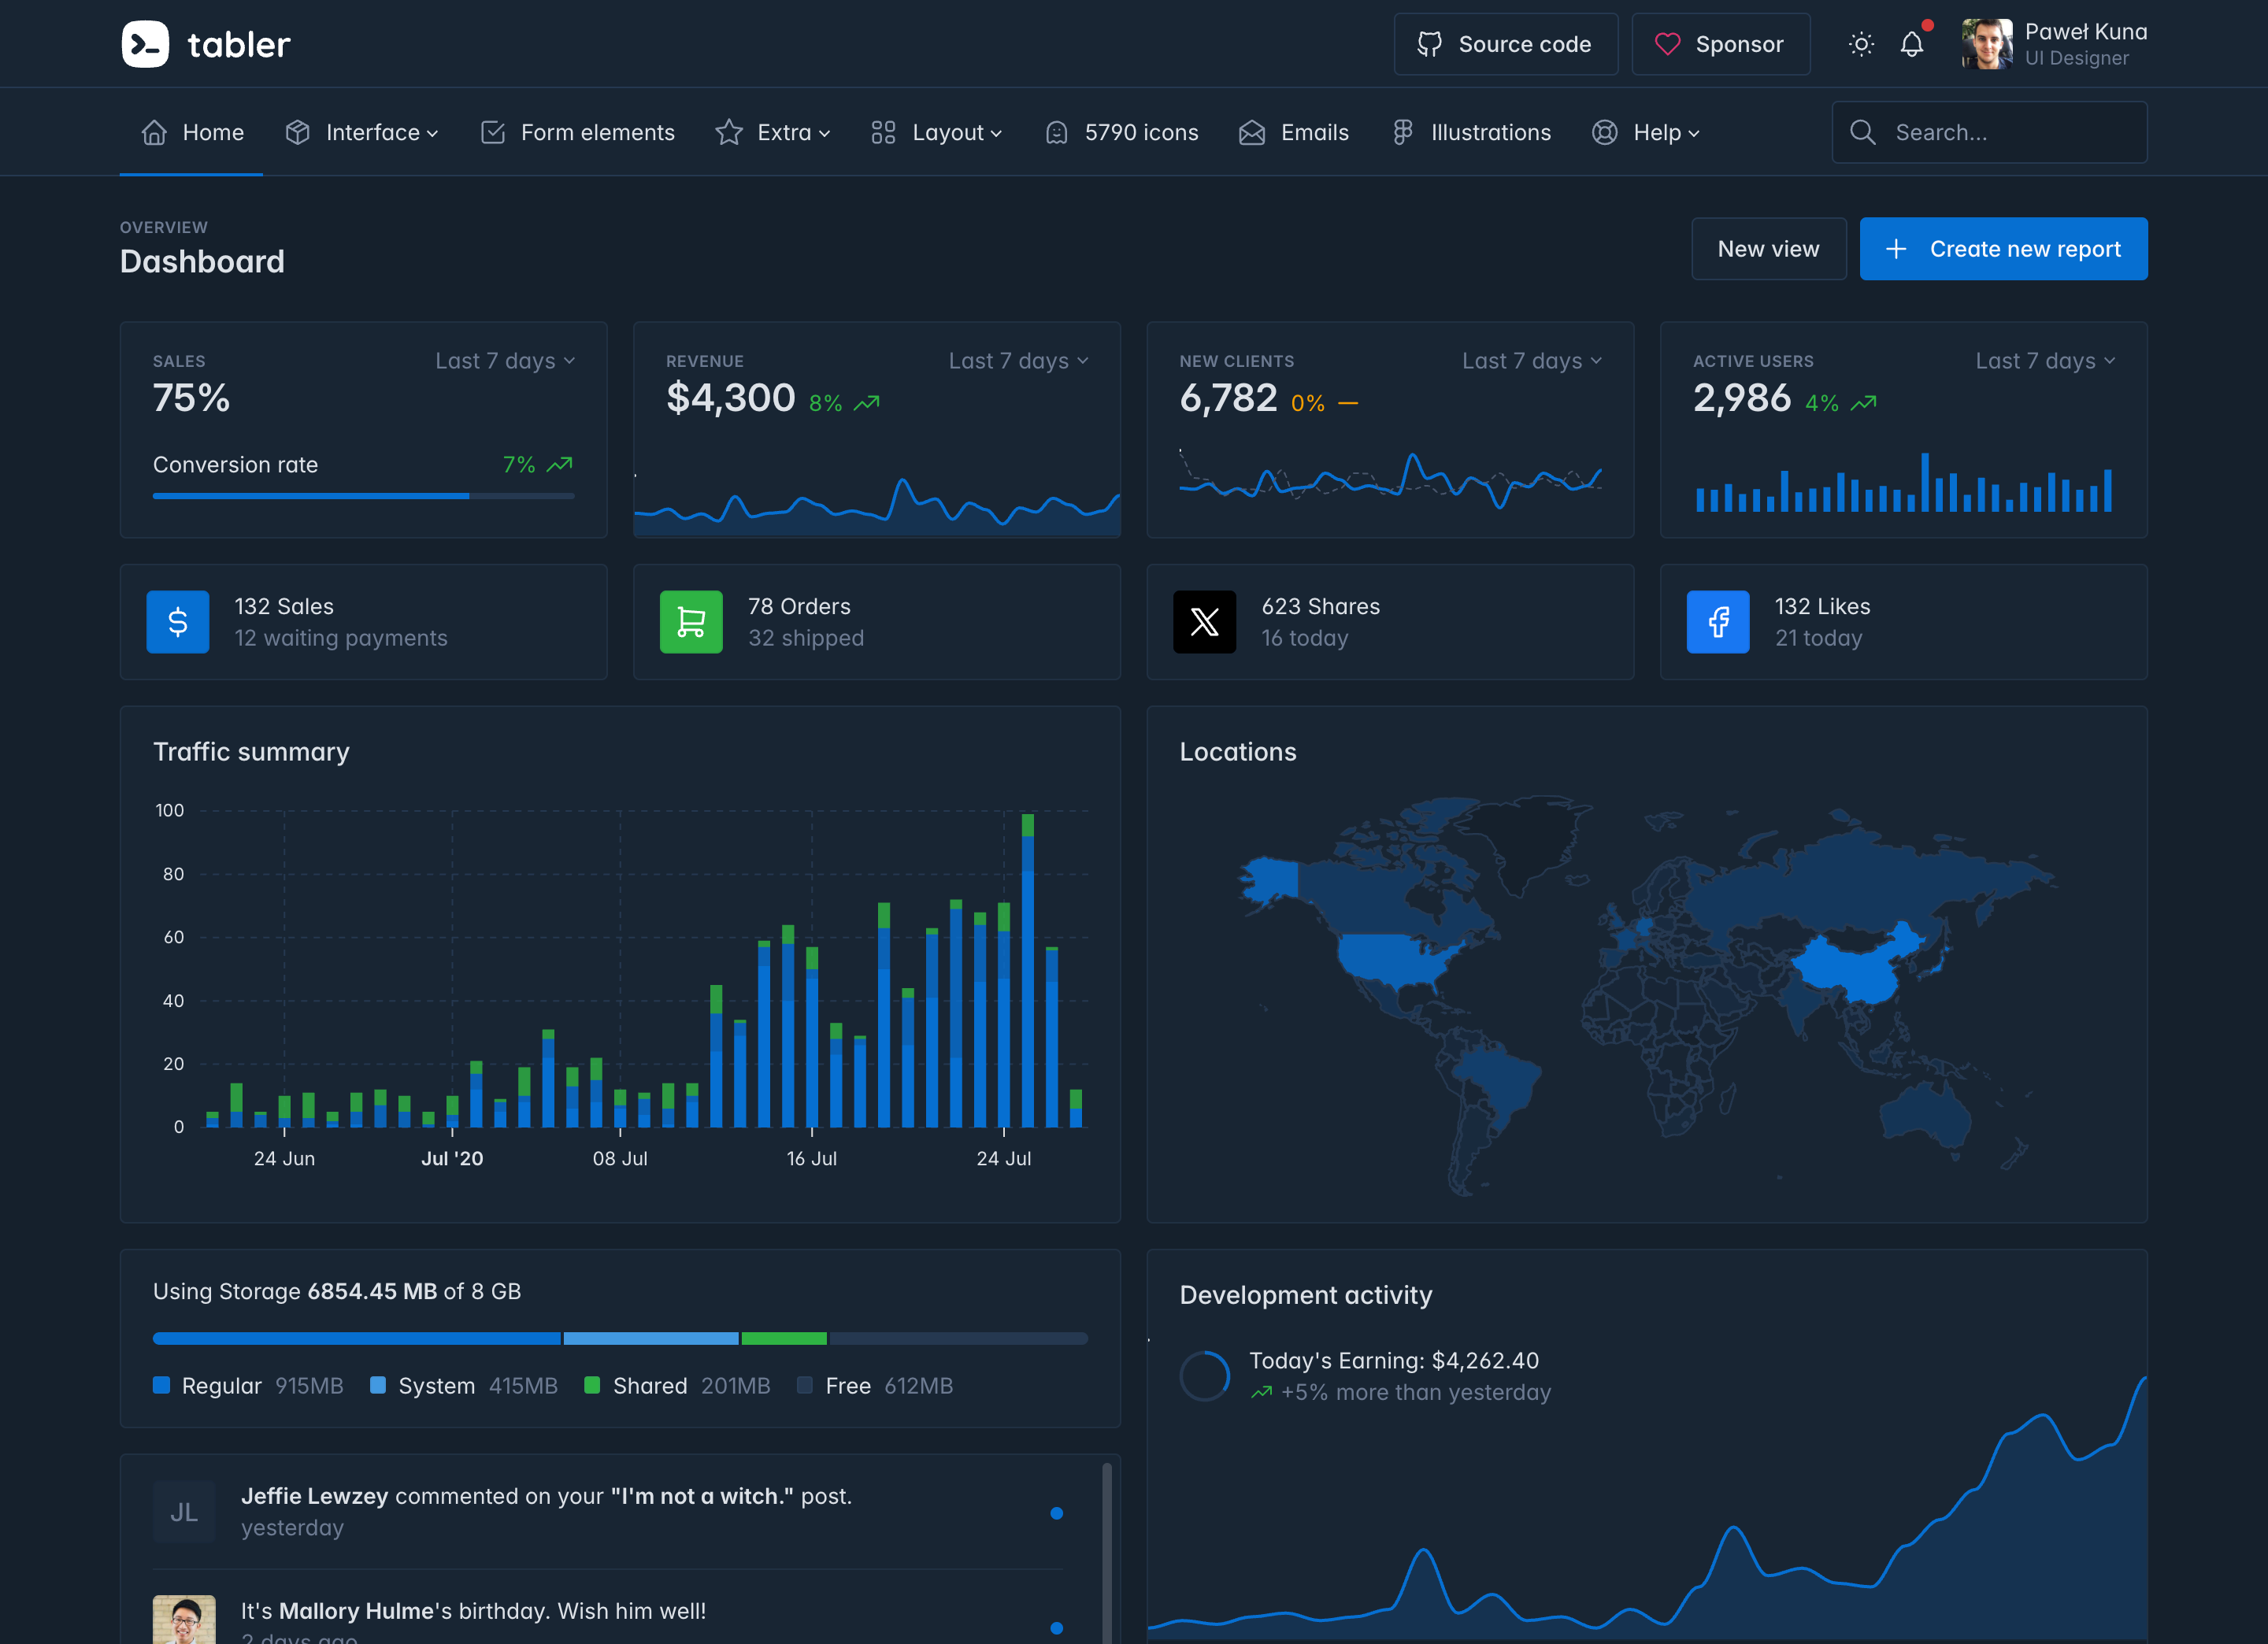 tabler
Source code
Sponsor
Paweł Kuna
UI Designer
Home
Interface
Form elements
Extra
Layout
5790 icons
Emails
Illustrations
Help
Search...
OVERVIEW
Dashboard
New view
Create new report
SALES
Last 7 days
75%
Conversion rate
7%
REVENUE
Last 7 days
$4,300 8%
NEW CLIENTS
Last 7 days
6,782 0%
ACTIVE USERS
Last 7 days
2,986 4%
132 Sales
12 waiting payments
78 Orders
32 shipped
623 Shares
16 today
132 Likes
21 today
Traffic summary
100
80
60
40
20
0
24 Jun
Jul '20
08 Jul
16 Jul
24 Jul
Locations
Using Storage 6854.45 MB of 8 GB
Regular 915MB
System 415MB
Shared 201MB
Free 612MB
Development activity
Today's Earning: $4,262.40
+5% more than yesterday
JL
Jeffie Lewzey commented on your "I'm not a witch." post.
yesterday
It's Mallory Hulme's birthday. Wish him well!
2 days ago